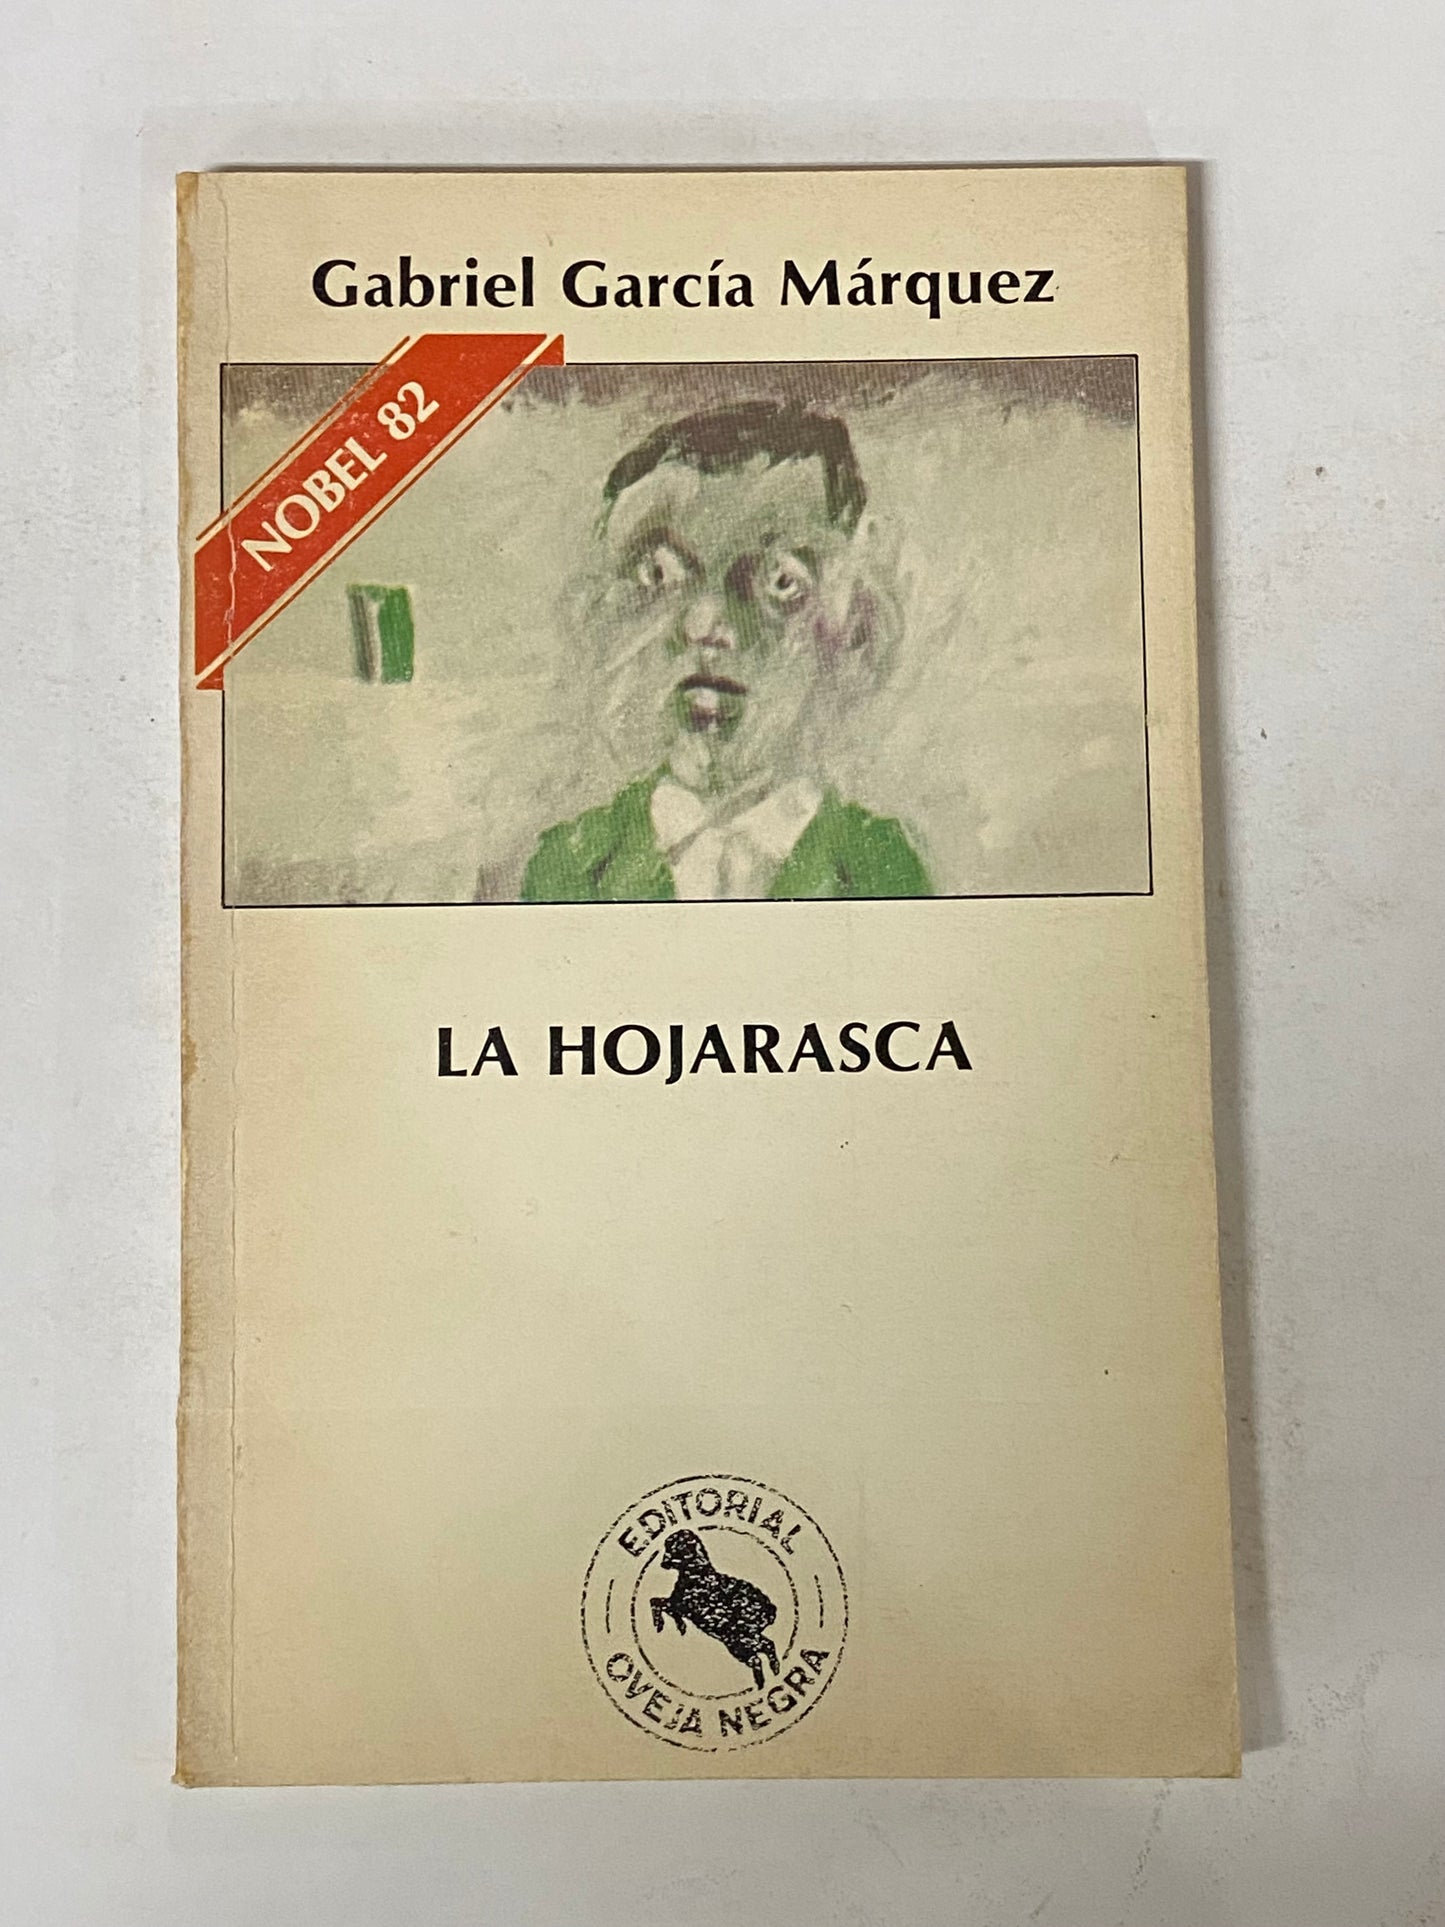 Gabriel García Márquez
NOBEL 82
LA HOJARASCA
EDITORIAL
OVEJA NEGRA